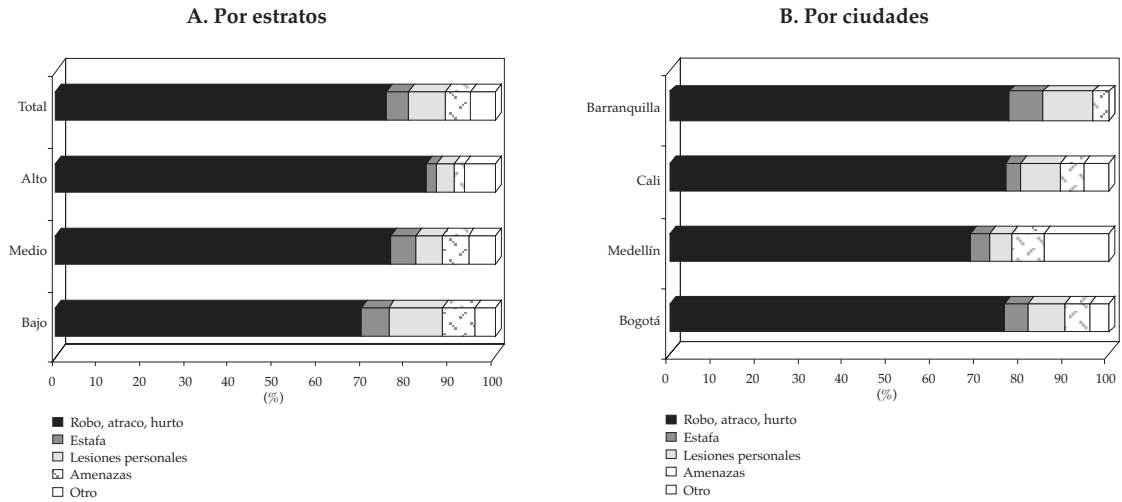 A. Por estratos
Total
Alto
Medio
Bajo
0 10 20 30 40 50 60 70 80 90 100
(%)
Robo, atraco, hurto
Estafa
Lesiones personales
Amenazas
Otro
B. Por ciudades
Barranquilla
Cali
Medellín
Bogotá
0 10 20 30 40 50 60 70 80 90 100
(%)
Robo, atraco, hurto
Estafa
Lesiones personales
Amenazas
Otro